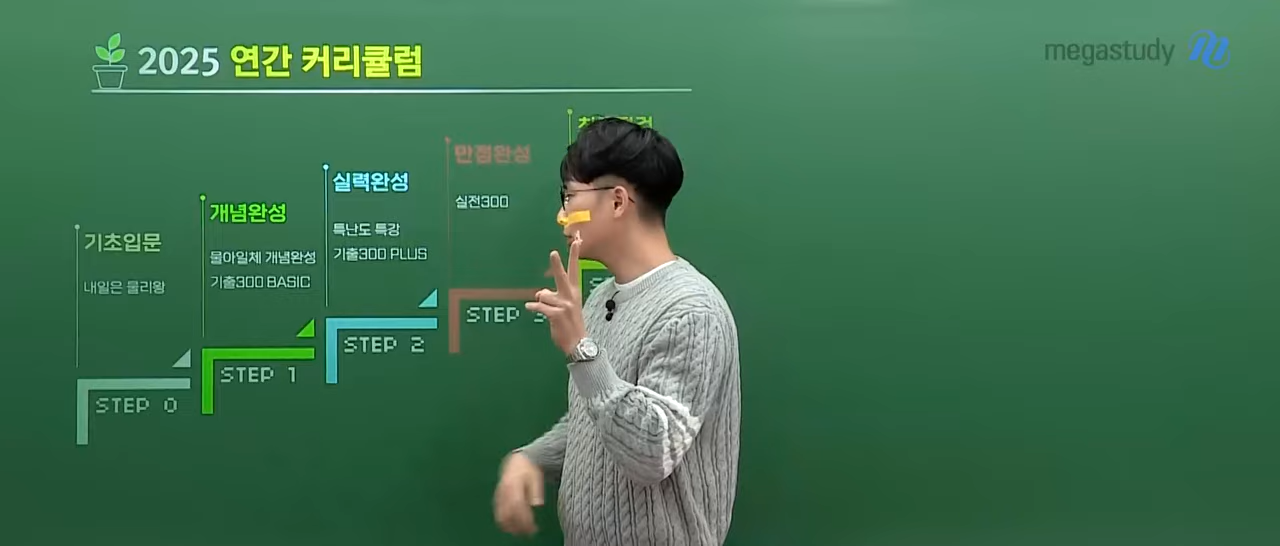 2025 연간 커리큘럼
megastudy
기초입문
내일은 물리왕
STEP 0
개념완성
물아일체 개념완성
기출300 BASIC
STEP 1
실력완성
특난도 특강
기출300 PLUS
STEP 2
만점완성
실전300
STEP 3